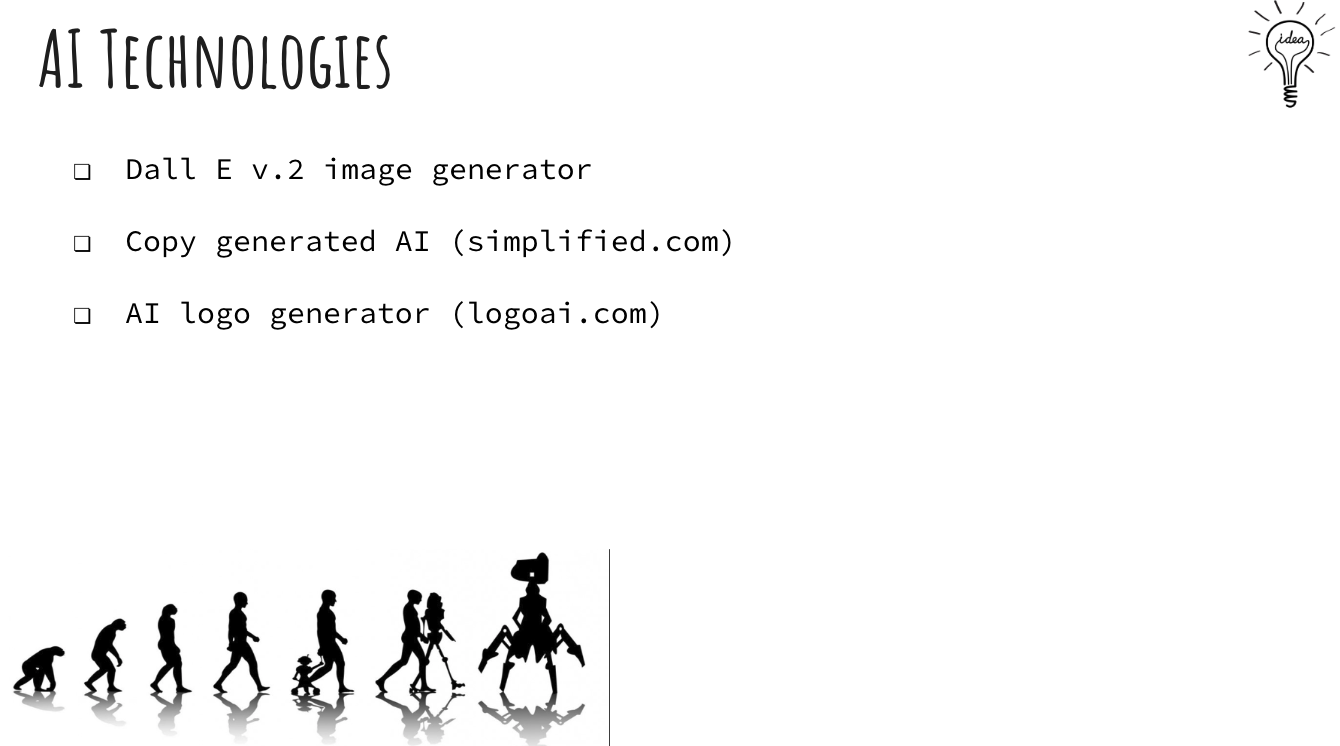 AI Technologies
idea
❑ Dall E v.2 image generator
❑ Copy generated AI (simplified.com)
❑ AI logo generator (logoai.com)